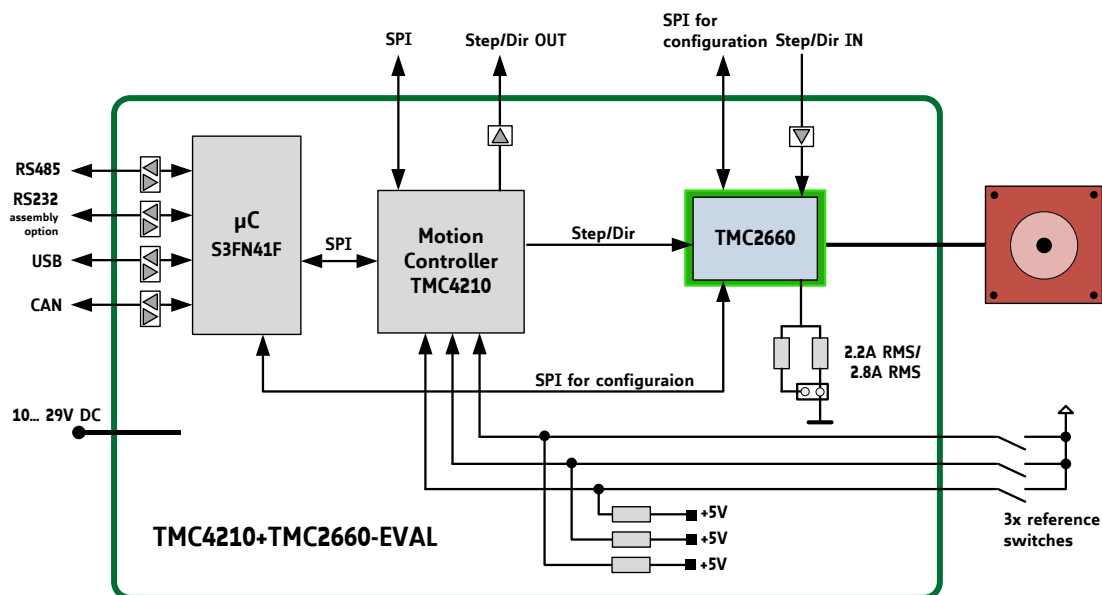 SPI
Step/Dir OUT
SPI for
configuration
Step/Dir IN
RS485
RS232
assembly
option
USB
CAN
µC
S3FN41F
SPI
Motion
Controller
TMC4210
Step/Dir
TMC2660
2.2A RMS/
2.8A RMS
SPI for configuraion
10... 29V DC
+5V
+5V
+5V
3x reference
switches
TMC4210+TMC2660-EVAL